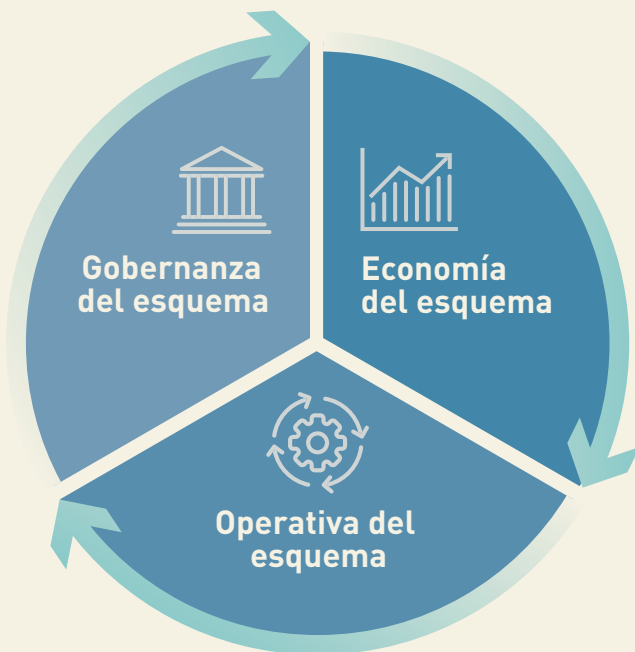 Gobernanza
del esquema
Economía
del esquema
Operativa del
esquema